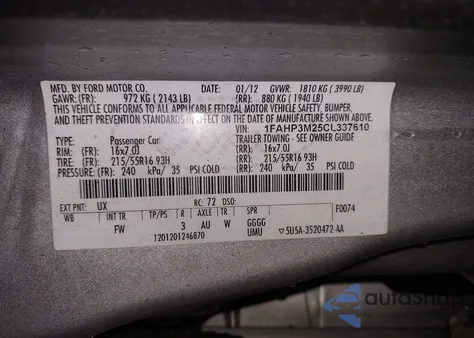 MFD. BY FORD MOTOR CO. DATE: 01/12 GVWR: 1810 KG ( 3990 LB)
GAWR: (FR): 972 KG ( 2143 LB) (RR): 880 KG ( 1940 LB)
THIS VEHICLE CONFORMS TO ALL APPLICABLE FEDERAL MOTOR VEHICLE SAFETY, BUMPER,
AND THEFT PREVENTION STANDARDS IN EFFECT ON THE DATE OF MANUFACTURE SHOWN ABOVE.
VIN: 1FAHP3M25CL337610
TYPE: Passenger Car TRAILER TOWING - SEE OWNER GUIDE
RIM: (FR): 16x7.0J (RR): 16x7.0J
TIRE: (FR): 215/55R16 93H (RR): 215/55R16 93H
PRESSURE: (FR): 240 kPa/ 35 PSI COLD (RR): 240 kPa/ 35 PSI COLD
EXT PNT: UX RC: 72 DSO: F0074
WB INT TR TP/PS R AXLE TR SPR
FW 3 AU W GGGG
1201201246870 UMU 5U5A-3520472-AA
autashop